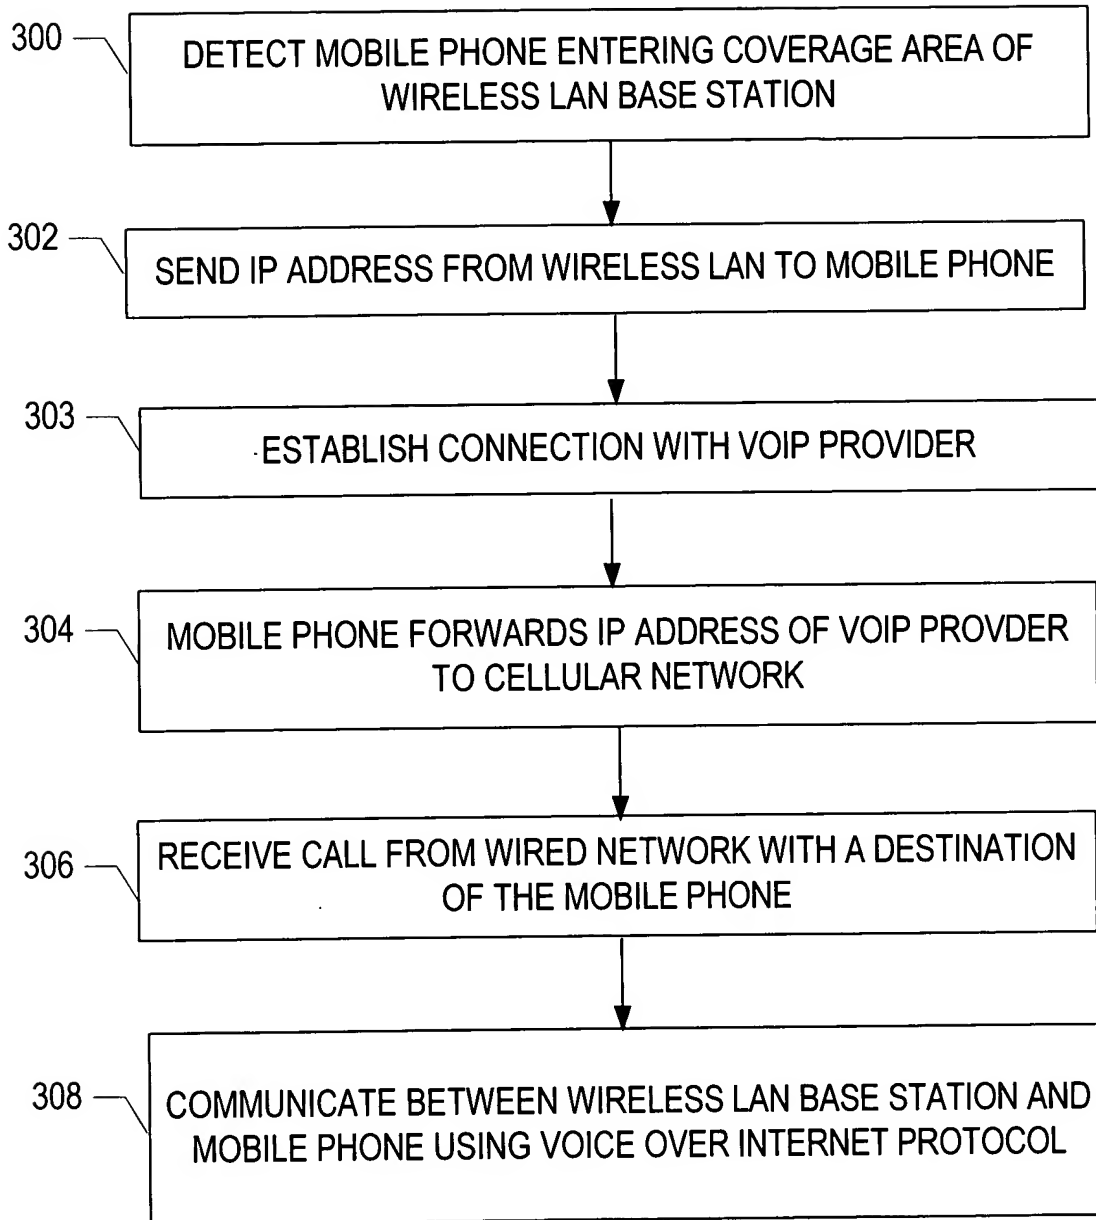 300
DETECT MOBILE PHONE ENTERING COVERAGE AREA OF
WIRELESS LAN BASE STATION
302
SEND IP ADDRESS FROM WIRELESS LAN TO MOBILE PHONE
303
ESTABLISH CONNECTION WITH VOIP PROVIDER
304
MOBILE PHONE FORWARDS IP ADDRESS OF VOIP PROVDER
TO CELLULAR NETWORK
306
RECEIVE CALL FROM WIRED NETWORK WITH A DESTINATION
OF THE MOBILE PHONE
308
COMMUNICATE BETWEEN WIRELESS LAN BASE STATION AND
MOBILE PHONE USING VOICE OVER INTERNET PROTOCOL